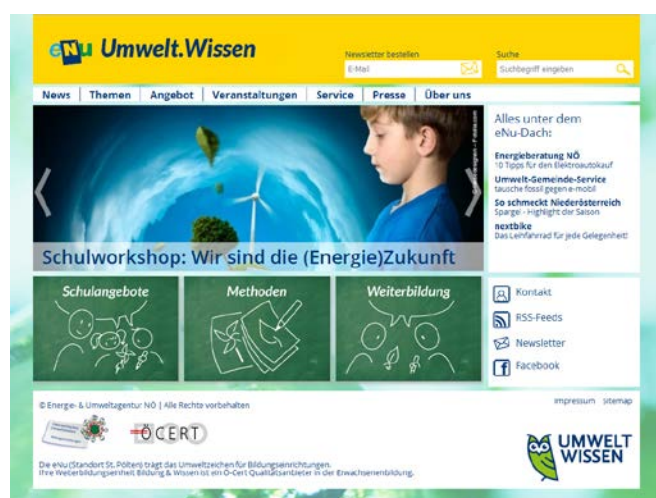 eNu Umwelt.Wissen
Newsletter bestellen
E-Mail
Suche
Suchbegriff eingeben
News Themen Angebot Veranstaltungen Service Presse Über uns
Schulworkshop: Wir sind die (Energie)Zukunft
Alles unter dem
eNu-Dach:
Energieberatung NÖ
10 Tipps für den Elektroautokauf
Umwelt-Gemeinde-Service
tausche fossil gegen e-mobil
So schmeckt Niederösterreich
Spargel - Highlight der Saison
nextbike
Das Leihfahrrad für jede Gelegenheit!
Schulangebote
Methoden
Weiterbildung
Kontakt
RSS-Feeds
Newsletter
Facebook
© Energie- & Umweltagentur NÖ | Alle Rechte vorbehalten
Impressum Sitemap
ÖCERT
UMWELT
WISSEN
Die eNu (Standort St. Pölten) trägt das Umweltzeichen für Bildungseinrichtungen.
Ihre Weiterbildungseinheit Bildung & Wissen ist ein Ö-Cert Qualitätsanbieter in der Erwachsenenbildung.